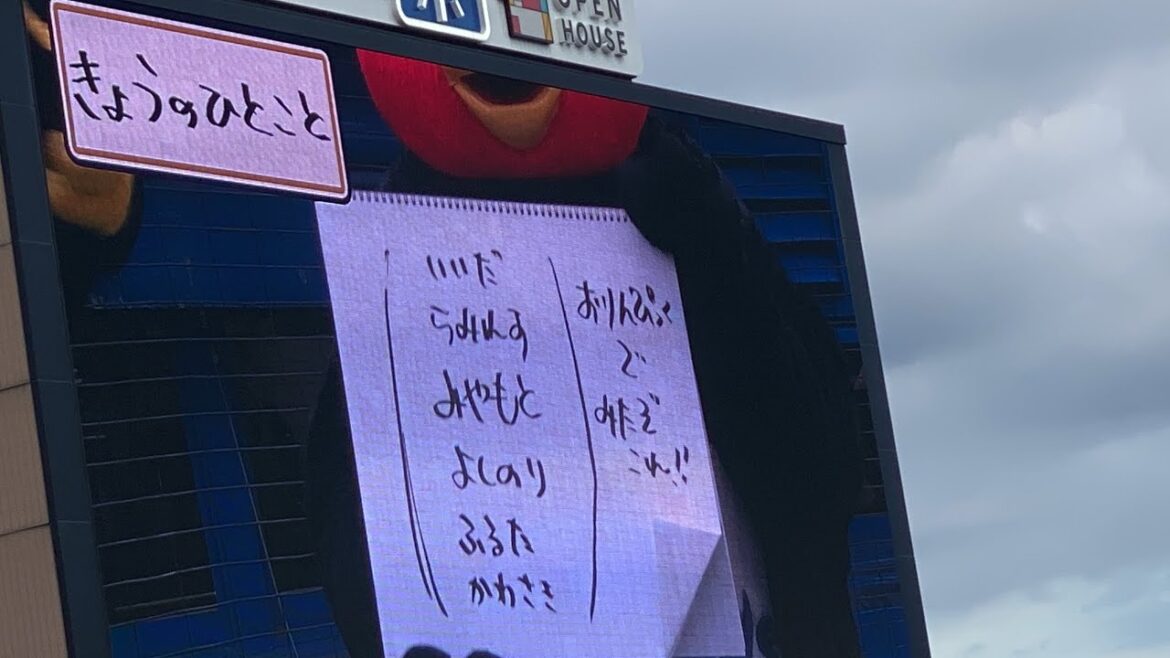 OPEN
HOUSE
きょうのひとこと
いいだ
らみれす
みやもと
よしのり
ふるた
かわさき
おりんぴっく
で
みたぞ
これ!!